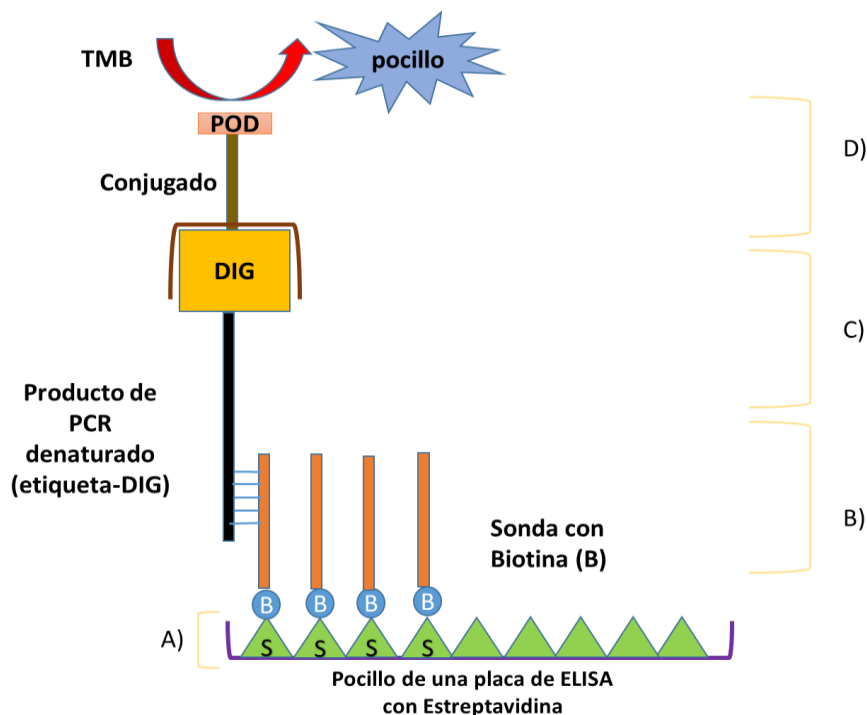 TMB
pocillo
POD
D)
Conjugado
DIG
C)
Producto de
PCR
denaturado
(etiqueta-DIG)
Sonda con
Biotina (B)
B)
B B B B
A)
S S S S
Pocillo de una placa de ELISA
con Estreptavidina